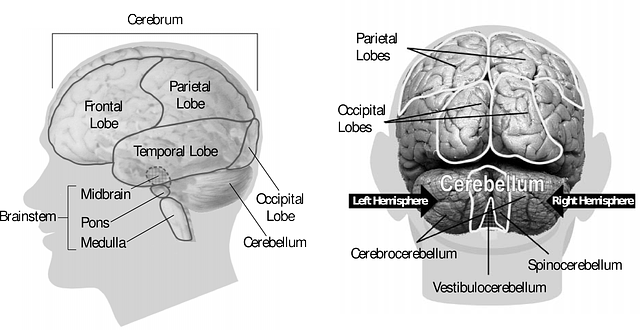 Cerebrum
Parietal
Lobe
Frontal
Lobe
Temporal Lobe
Midbrain
Brainstem
Pons
Medulla
Occipital
Lobe
Cerebellum
Parietal
Lobes
Occipital
Lobes
Cerebellum
Left Hemisphere
Right Hemisphere
Cerebrocerebellum
Spinocerebellum
Vestibulocerebellum